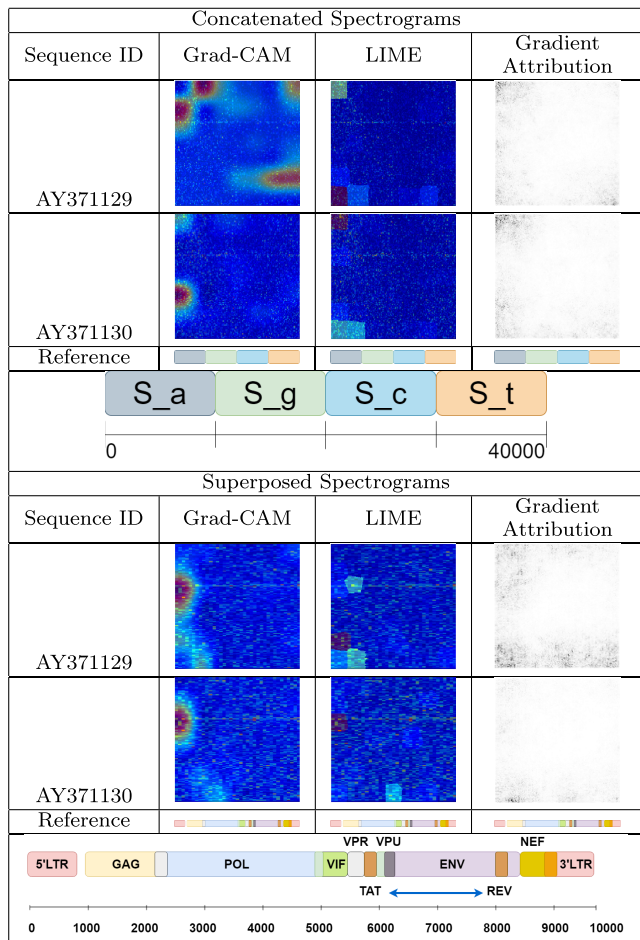 Concatenated Spectrograms
Sequence ID Grad-CAM LIME Gradient Attribution
AY371129
AY371130
Reference
S_a S_g S_c S_t
0 40000
Superposed Spectrograms
Sequence ID Grad-CAM LIME Gradient Attribution
AY371129
AY371130
Reference
VPR VPU NEF
5'LTR GAG POL VIF ENV 3'LTR
TAT REV
0 1000 2000 3000 4000 5000 6000 7000 8000 9000 10000